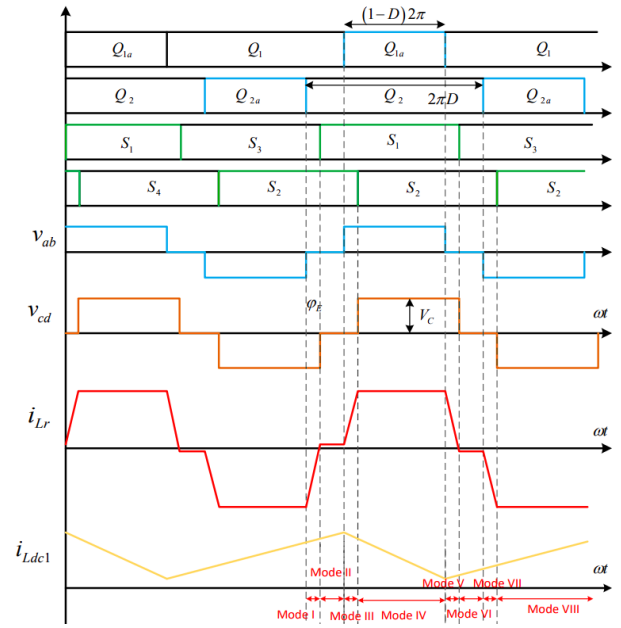 (1−D)2π
Q1a Q1 Q1a Q1
Q2 Q2a Q2 2πD Q2a
S1 S3 S1 S3
S4 S2 S2 S2
vab
vcd φE VC ωt
iLr ωt
iLdc1 ωt
Mode II Mode V Mode VII
Mode I Mode III Mode IV Mode VI Mode VIII